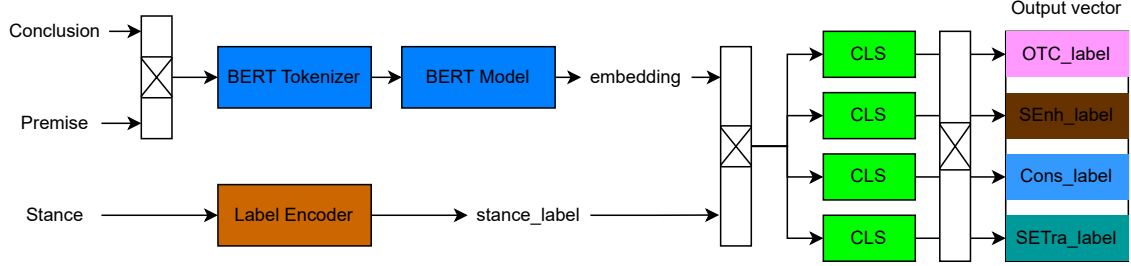 Output vector
Conclusion
CLS
OTC_label
BERT Tokenizer
BERT Model
embedding
Premise
CLS
SEnh_label
CLS
Cons_label
Stance
Label Encoder
stance_label
CLS
SETra_label